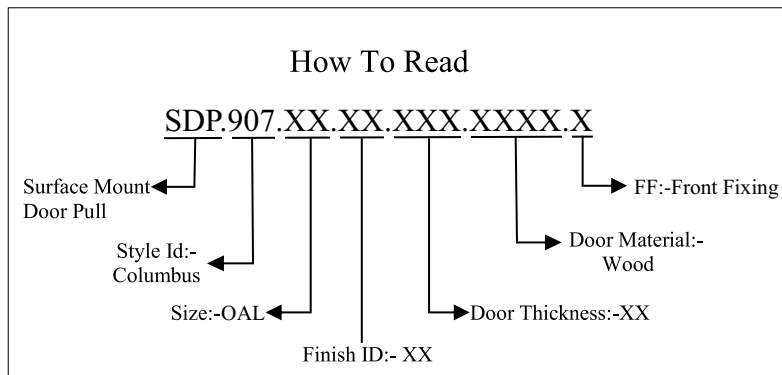 How To Read
SDP.907.XX.XX.XXX.XXXX.X
Surface Mount
Door Pull
FF:-Front Fixing
Style Id:-
Columbus
Door Material:-
Wood
Size:-OAL
Door Thickness:-XX
Finish ID:- XX